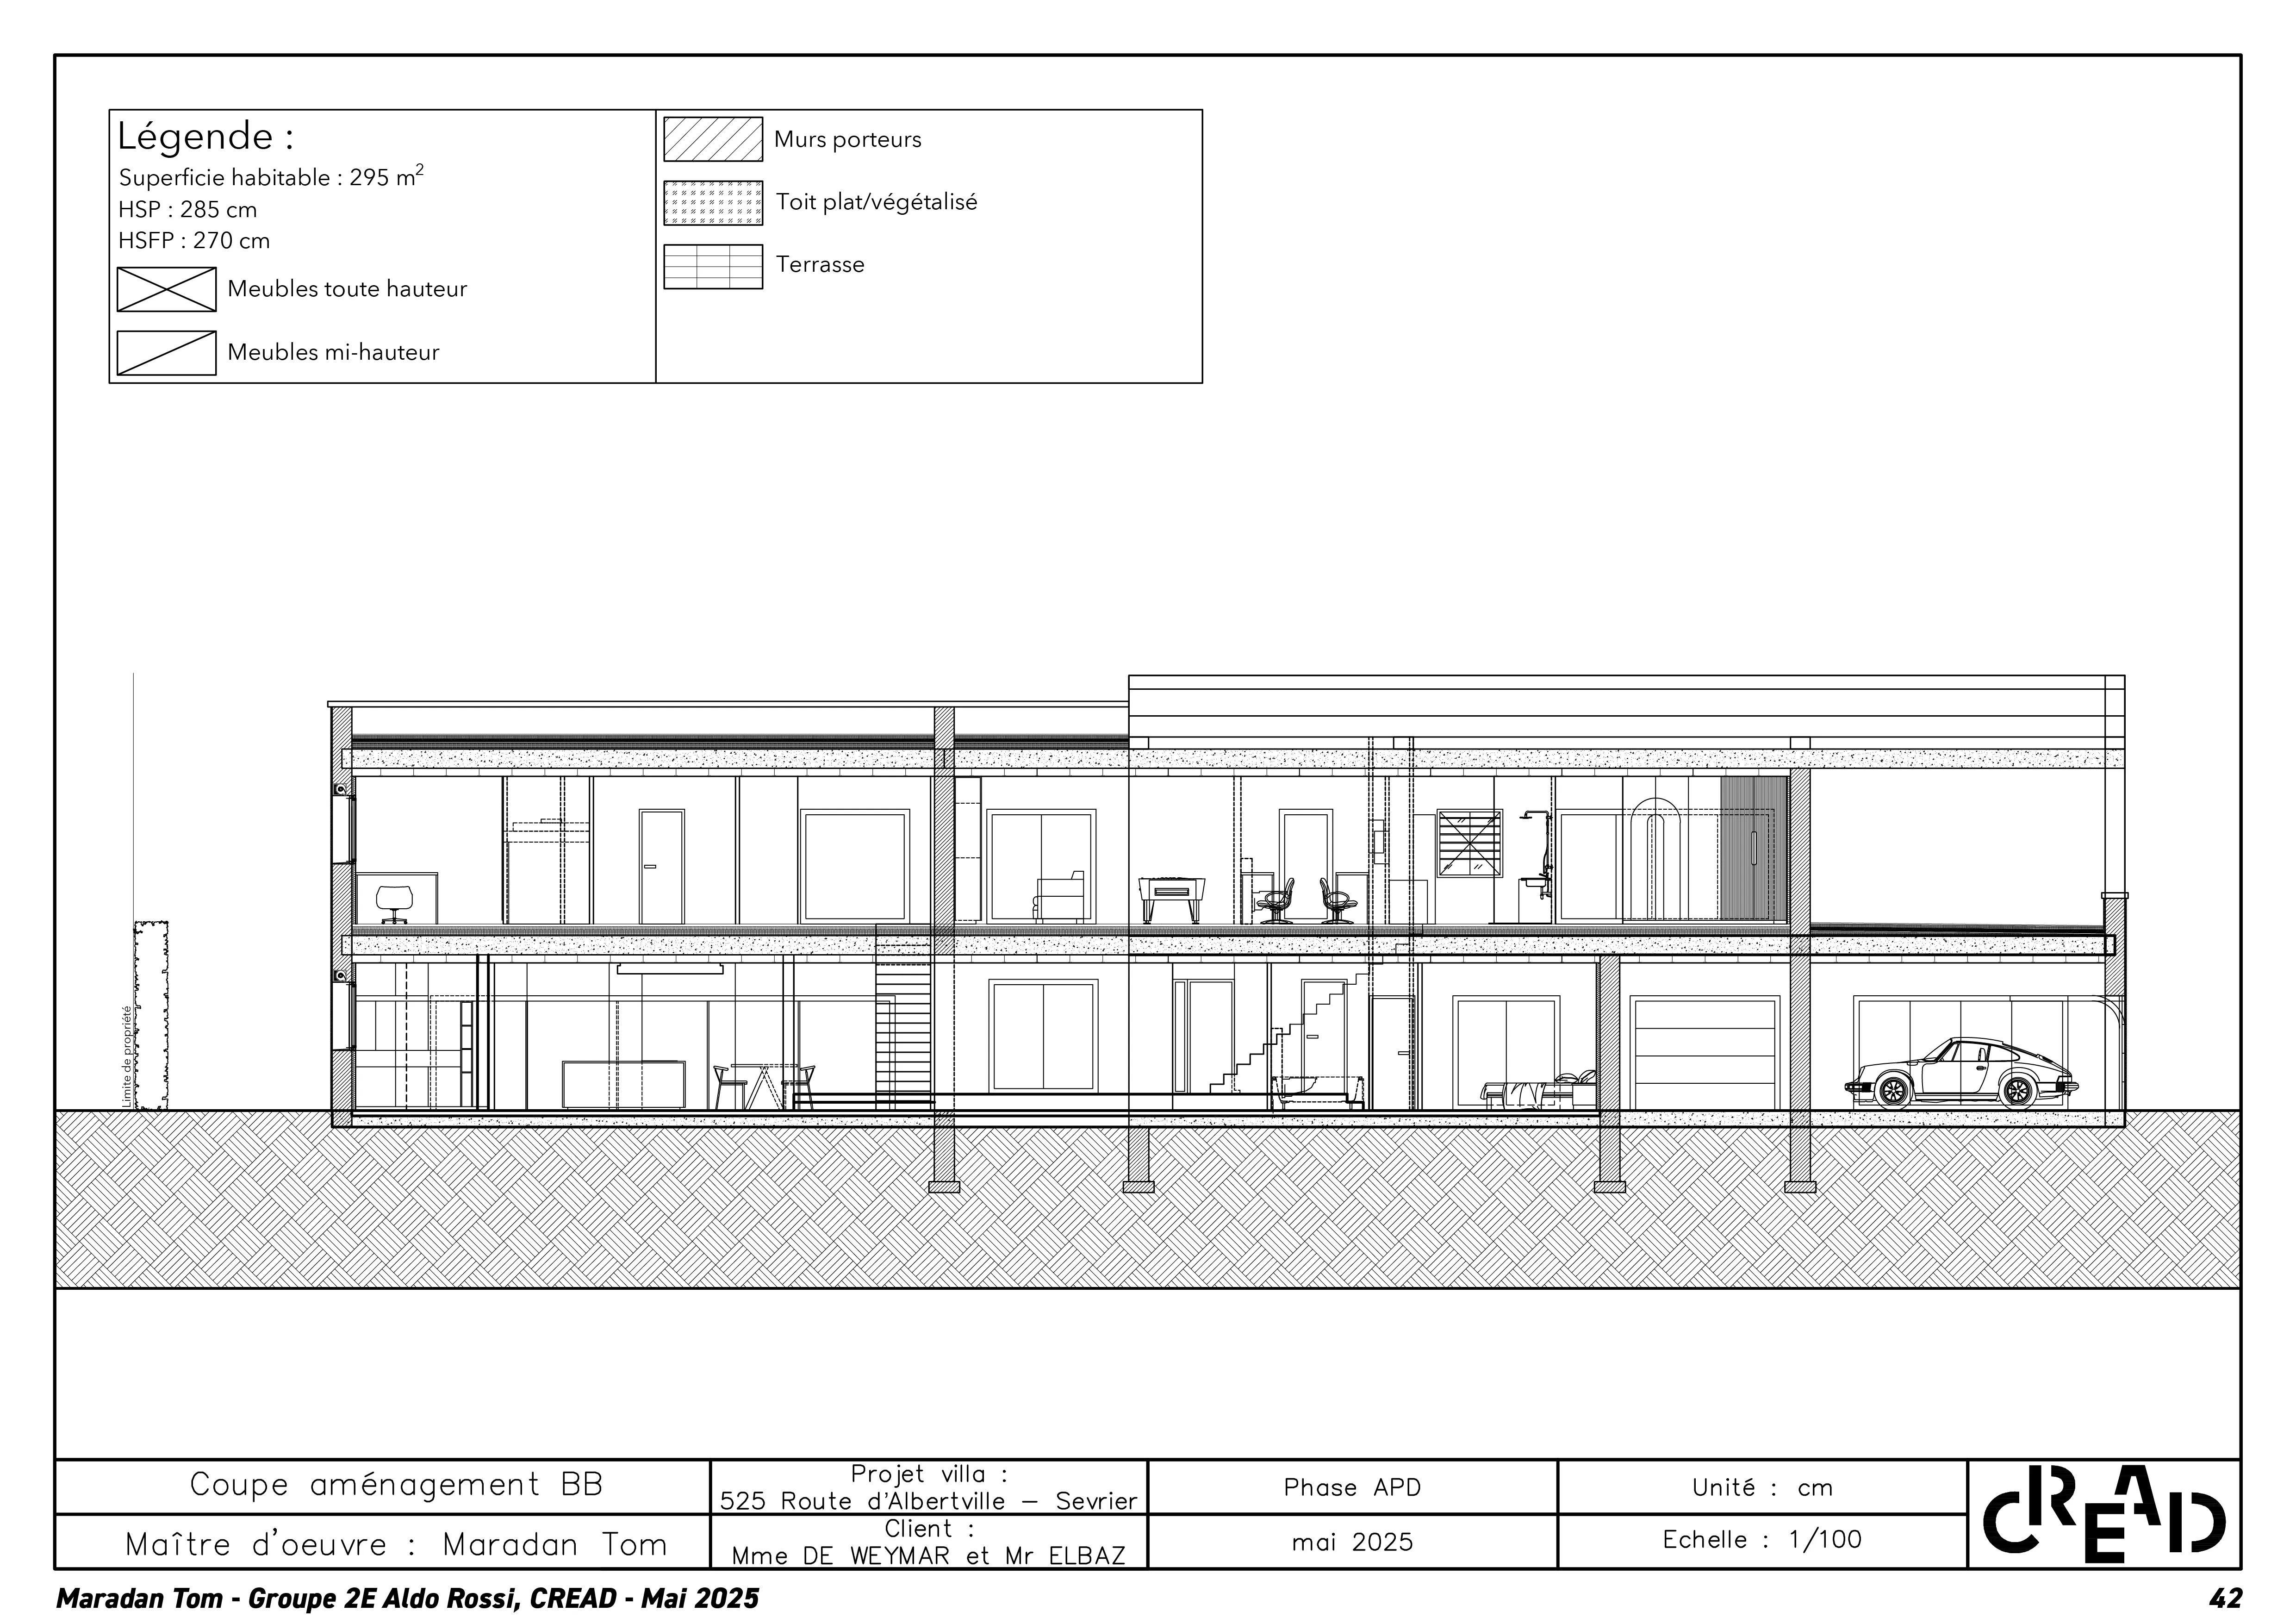 Légende :
Superficie habitable : 295 m²
HSP : 285 cm
HSFP : 270 cm
Meubles toute hauteur
Meubles mi-hauteur
Murs porteurs
Toit plat/végétalisé
Terrasse
Limite de propriété
Coupe aménagement BB
Maître d'oeuvre : Maradan Tom
Projet villa :
525 Route d'Albertville – Sevrier
Client :
Mme DE WEYMAR et Mr ELBAZ
Phase APD
mai 2025
Unité : cm
Echelle : 1/100
CREAD
Maradan Tom - Groupe 2E Aldo Rossi, CREAD - Mai 2025
42